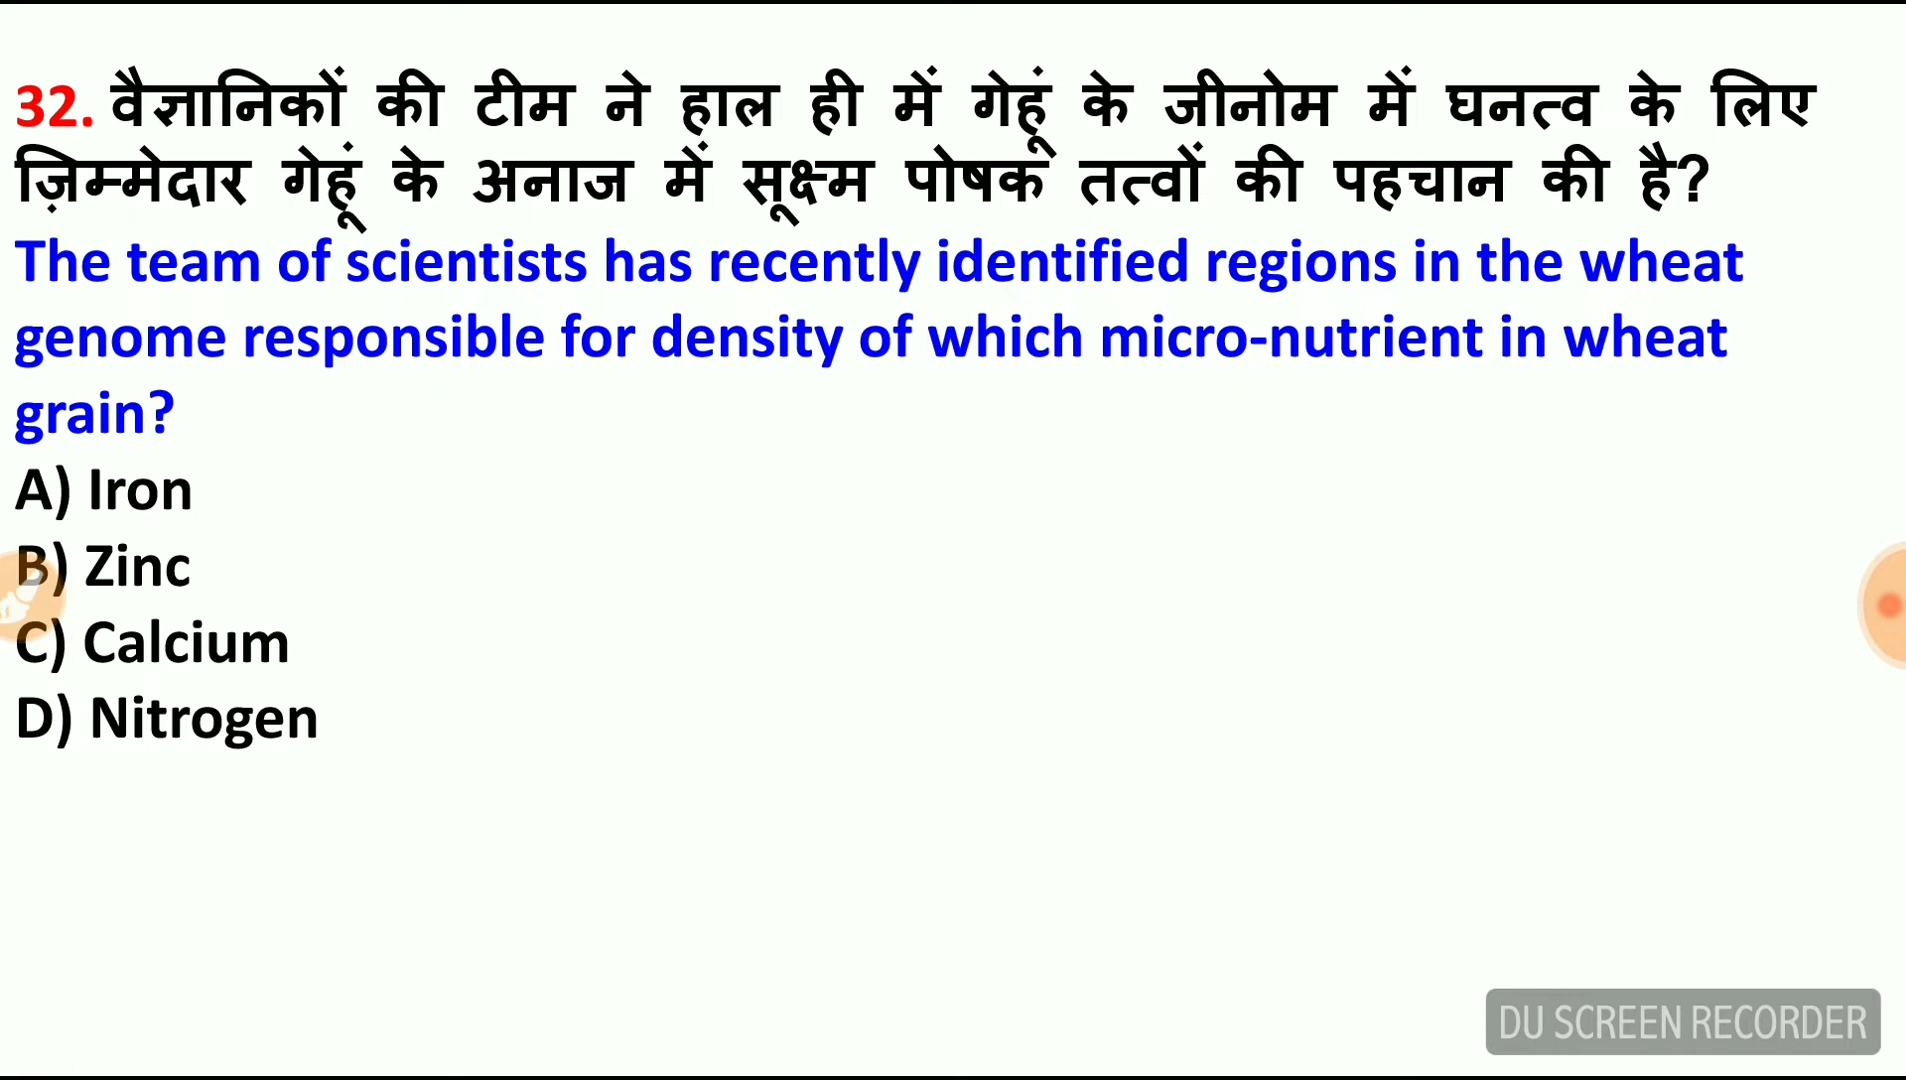 32. वैज्ञानिकों की टीम ने हाल ही में गेहूं के जीनोम में घनत्व के लिए
ज़िम्मेदार गेहूं के अनाज में सूक्ष्म पोषक तत्वों की पहचान की है?
The team of scientists has recently identified regions in the wheat
genome responsible for density of which micro-nutrient in wheat
grain?
A) Iron
B) Zinc
C) Calcium
D) Nitrogen
DU SCREEN RECORDER